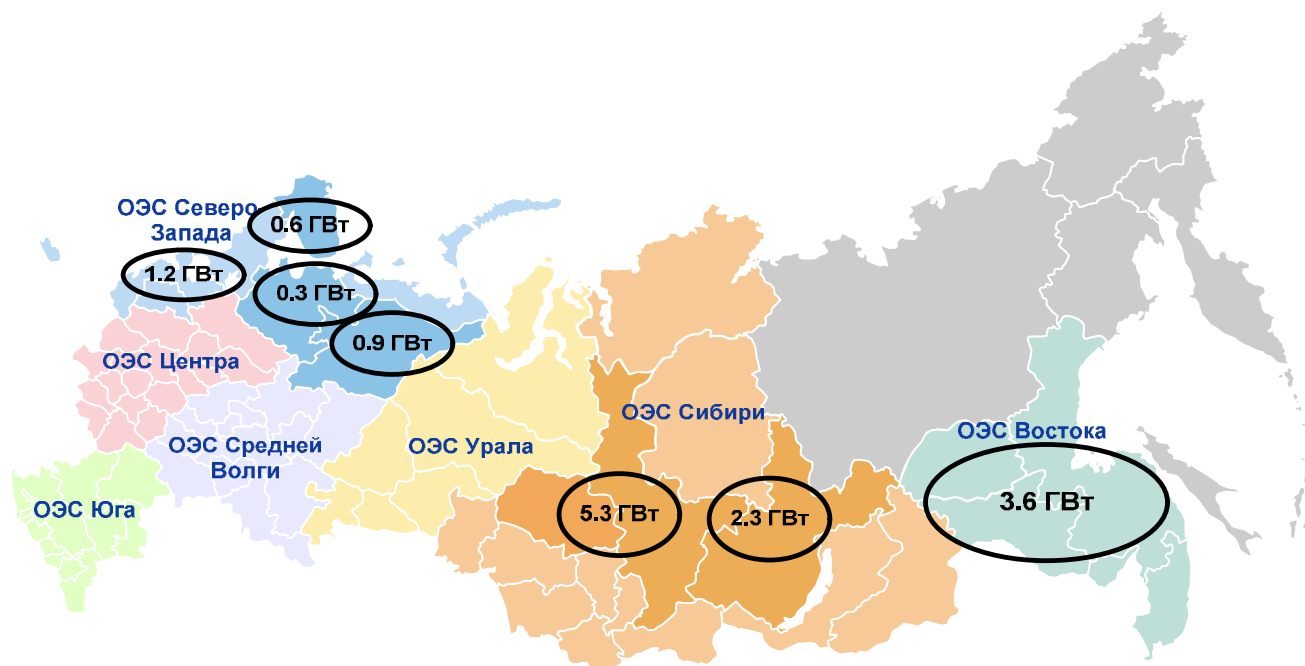 ОЭС Северо-
Запада
0.6 ГВт
1.2 ГВт
0.3 ГВт
0.9 ГВт
ОЭС Центра
ОЭС Сибири
ОЭС Средней
Волги
ОЭС Урала
ОЭС Востока
ОЭС Юга
5.3 ГВт
2.3 ГВт
3.6 ГВт